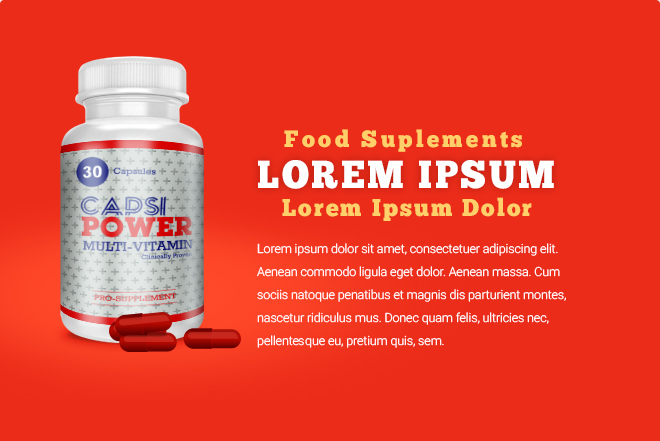 30 Capsules
CAPSI
POWER
MULTI-VITAMIN
Clinically
PRO-SUPPLEMENT
Food Suplements
LOREM IPSUM
Lorem Ipsum Dolor
Lorem ipsum dolor sit amet, consectetuer adipiscing elit.
Aenean commodo ligula eget dolor. Aenean massa. Cum
sociis natoque penatibus et magnis dis parturient montes,
nascetur ridiculus mus. Donec quam felis, ultricies nec,
pellentesque eu, pretium quis, sem.